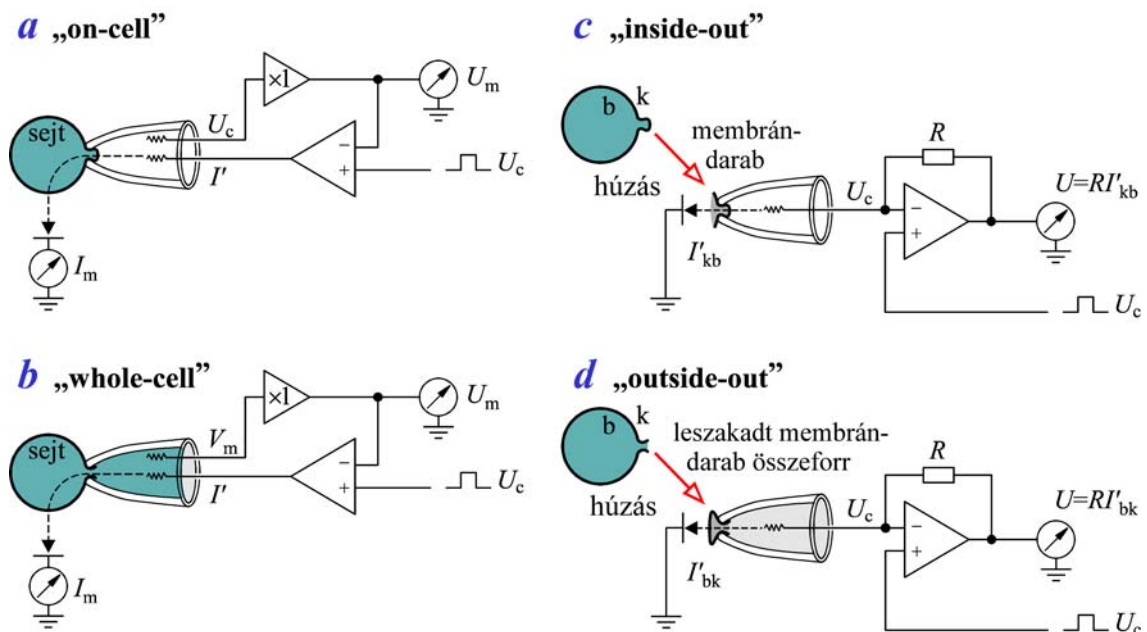 a „on-cell”
×1
U_m
sejt
U_c
I'
−
+
U_c
I_m
b „whole-cell”
×1
U_m
sejt
V_m
I'
−
+
U_c
I_m
c „inside-out”
b
k
membrán-
darab
húzás
R
U=RI'_kb
U_c
−
+
I'_kb
U_c
d „outside-out”
b
k
leszakadt membrán-
darab összeforr
húzás
R
U=RI'_bk
U_c
−
+
I'_bk
U_c